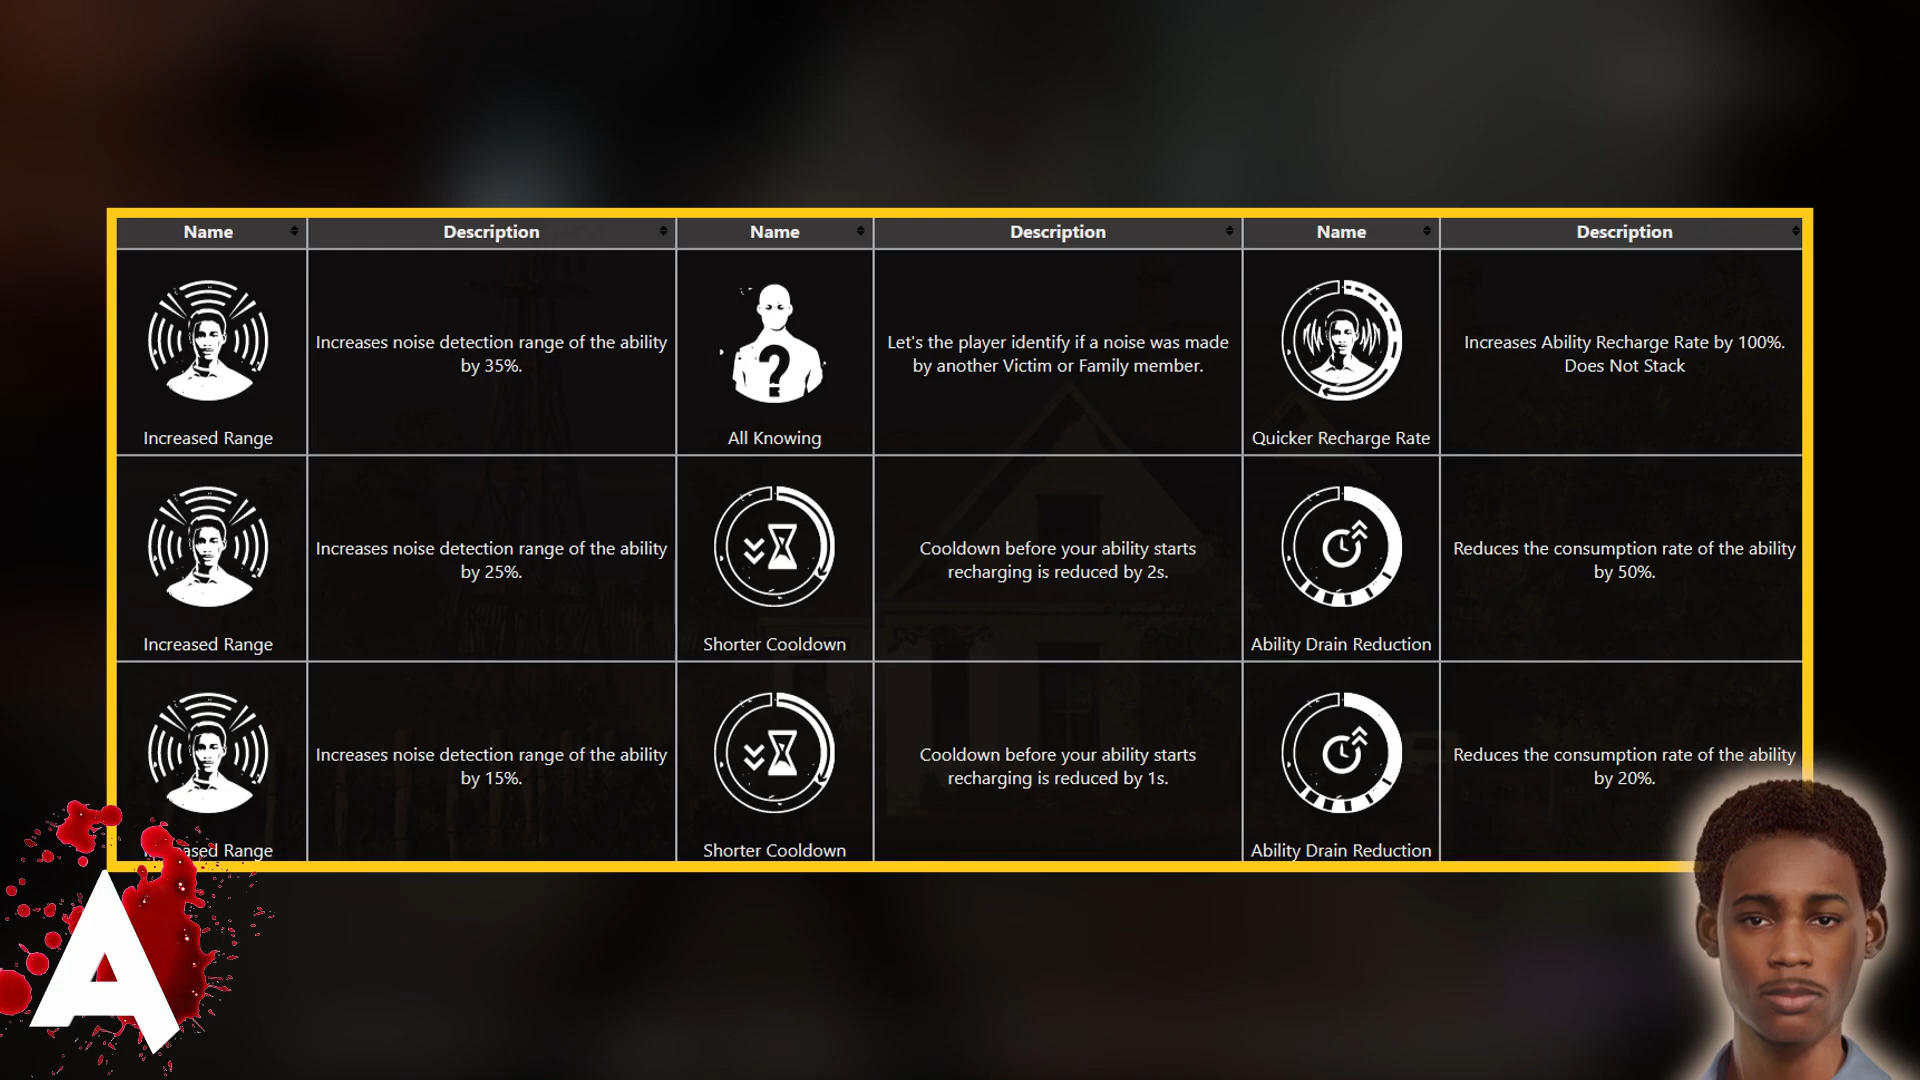 Name Description Name Description Name Description
Increases noise detection range of the ability
by 35%.
Increased Range
Let's the player identify if a noise was made
by another Victim or Family member.
All Knowing
Increases Ability Recharge Rate by 100%.
Does Not Stack
Quicker Recharge Rate
Increases noise detection range of the ability
by 25%.
Increased Range
Cooldown before your ability starts
recharging is reduced by 2s.
Shorter Cooldown
Reduces the consumption rate of the ability
by 50%.
Ability Drain Reduction
Increases noise detection range of the ability
by 15%.
Increased Range
Cooldown before your ability starts
recharging is reduced by 1s.
Shorter Cooldown
Reduces the consumption rate of the ability
by 20%.
Ability Drain Reduction
A